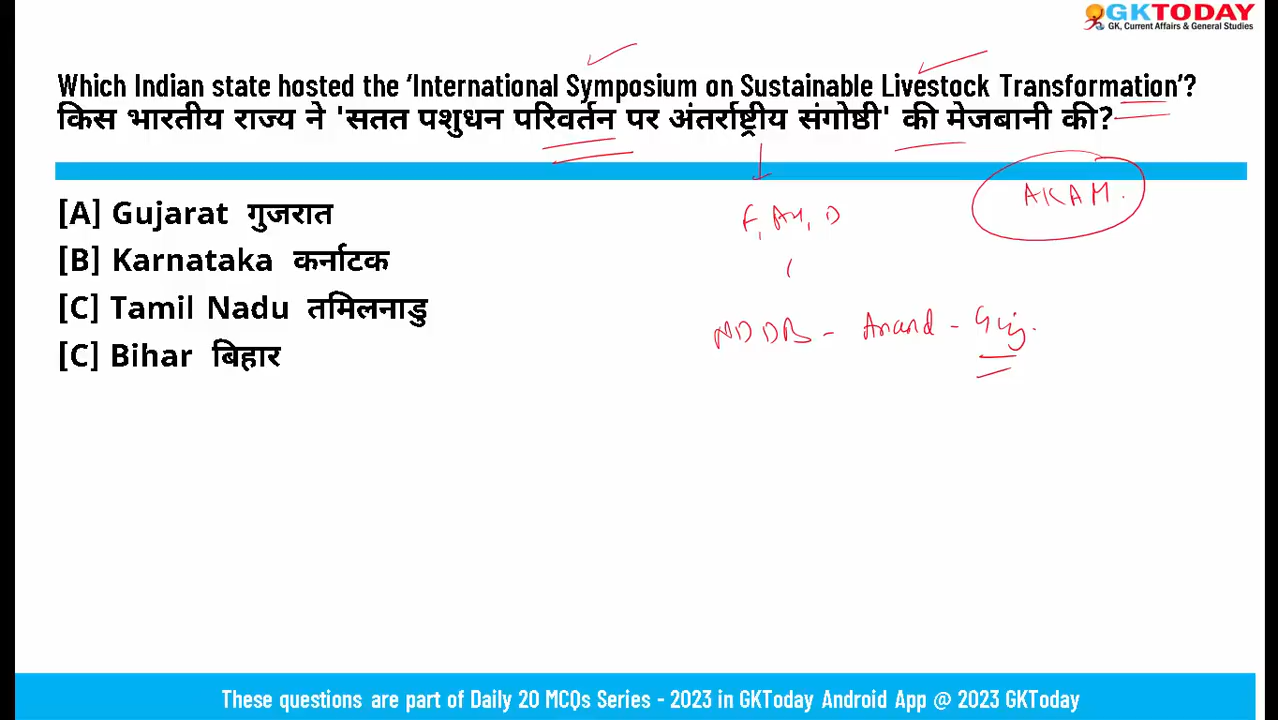 GKTODAY
GK, Current Affairs & General Studies
Which Indian state hosted the ‘International Symposium on Sustainable Livestock Transformation’?
किस भारतीय राज्य ने 'सतत पशुधन परिवर्तन पर अंतर्राष्ट्रीय संगोष्ठी' की मेजबानी की?
AKAM.
[A] Gujarat गुजरात
F, AH, D
[B] Karnataka कर्नाटक
[C] Tamil Nadu तमिलनाडु
NDDB - Anand - Guj.
[C] Bihar बिहार
These questions are part of Daily 20 MCQs Series - 2023 in GKToday Android App @ 2023 GKToday